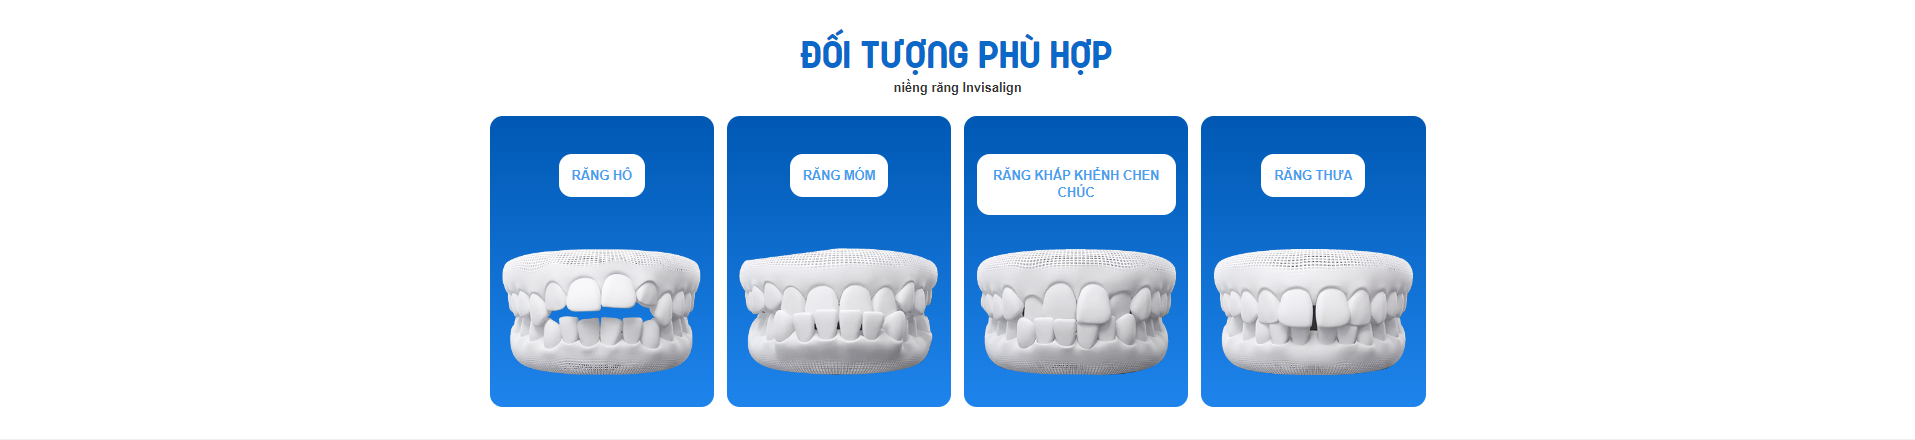 ĐỐI TƯỢNG PHÙ HỢP
niềng răng Invisalign
RĂNG HÔ
RĂNG MÓM
RĂNG KHẤP KHỂNH CHEN
CHÚC
RĂNG THƯA